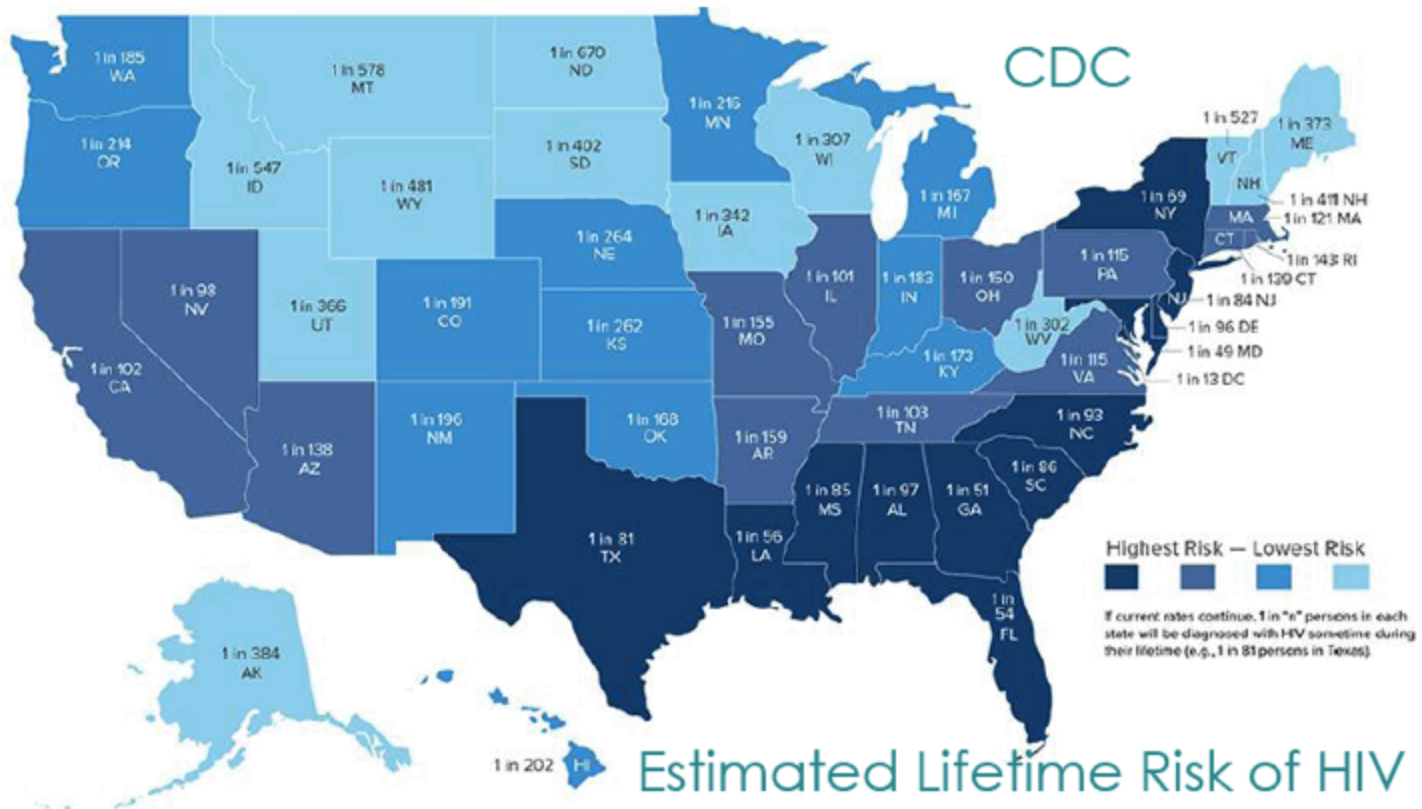 CDC
1 in 185
WA
1 in 578
MT
1 in 670
ND
1 in 216
MN
1 in 527
VT
1 in 373
ME
1 in 214
OR
1 in 547
ID
1 in 402
SD
1 in 307
WI
1 in 481
WY
1 in 167
MI
1 in 69
NY
NH
1 in 411 NH
MA
1 in 121 MA
CT
1 in 143 RI
1 in 139 CT
1 in 342
IA
1 in 264
NE
1 in 98
NV
1 in 366
UT
1 in 191
CO
1 in 262
KS
1 in 155
MO
1 in 101
IL
1 in 183
IN
1 in 150
OH
1 in 115
PA
NJ
1 in 84 NJ
1 in 96 DE
1 in 49 MD
1 in 13 DC
1 in 302
WV
1 in 115
VA
1 in 173
KY
1 in 102
CA
1 in 138
AZ
1 in 196
NM
1 in 168
OK
1 in 159
AR
1 in 103
TN
1 in 93
NC
1 in 86
SC
1 in 81
TX
1 in 56
LA
1 in 85
MS
1 in 97
AL
1 in 51
GA
1 in
54
FL
1 in 384
AK
1 in 202
HI
Highest Risk — Lowest Risk
If current rates continue, 1 in "n" persons in each
state will be diagnosed with HIV sometime during
their lifetime (e.g., 1 in 81 persons in Texas).
Estimated Lifetime Risk of HIV